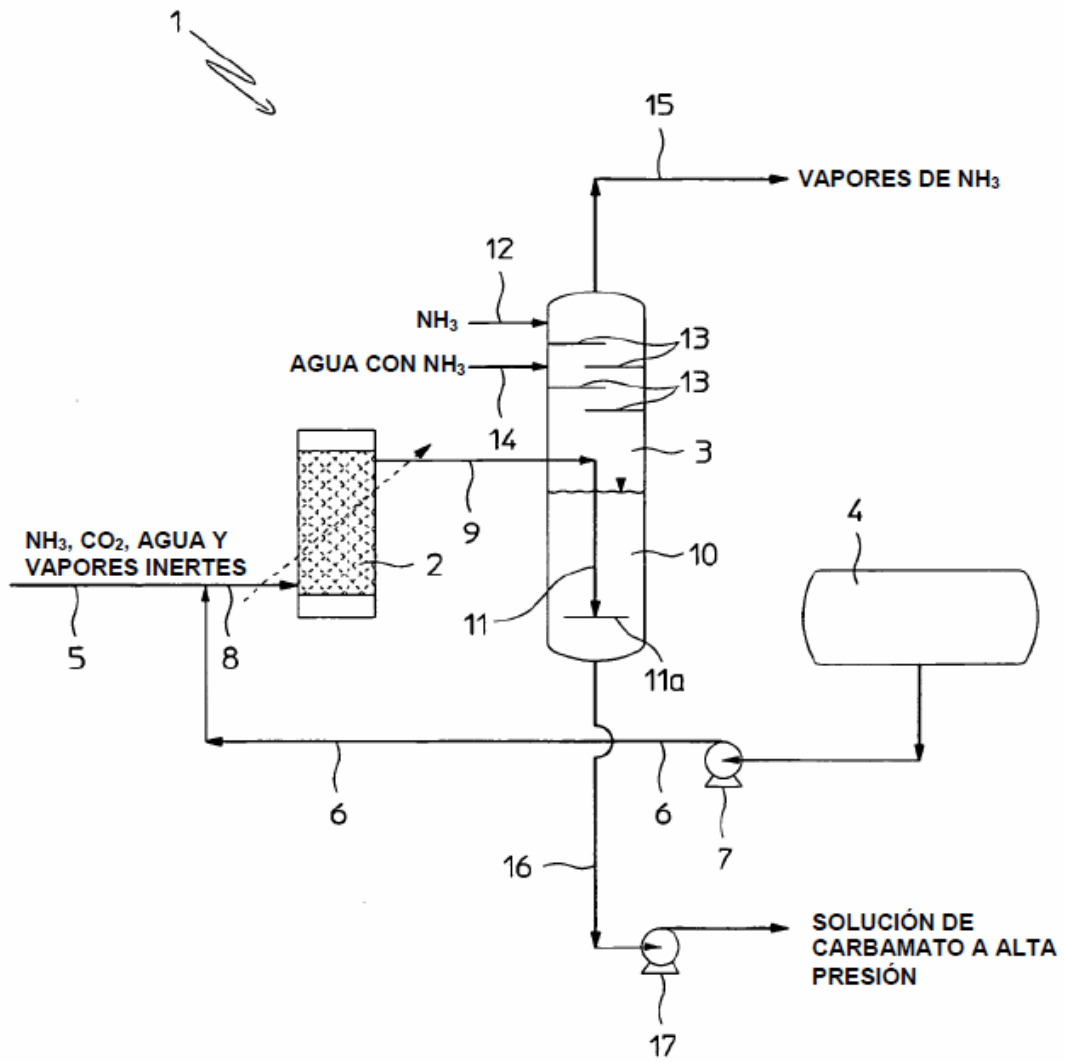 1
15
VAPORES DE NH₃
12
NH₃
13
AGUA CON NH₃
13
14
3
9
4
NH₃, CO₂, AGUA Y
VAPORES INERTES
2
10
5
8
11
11a
6
6
7
16
SOLUCIÓN DE
CARBAMATO A ALTA
PRESIÓN
17